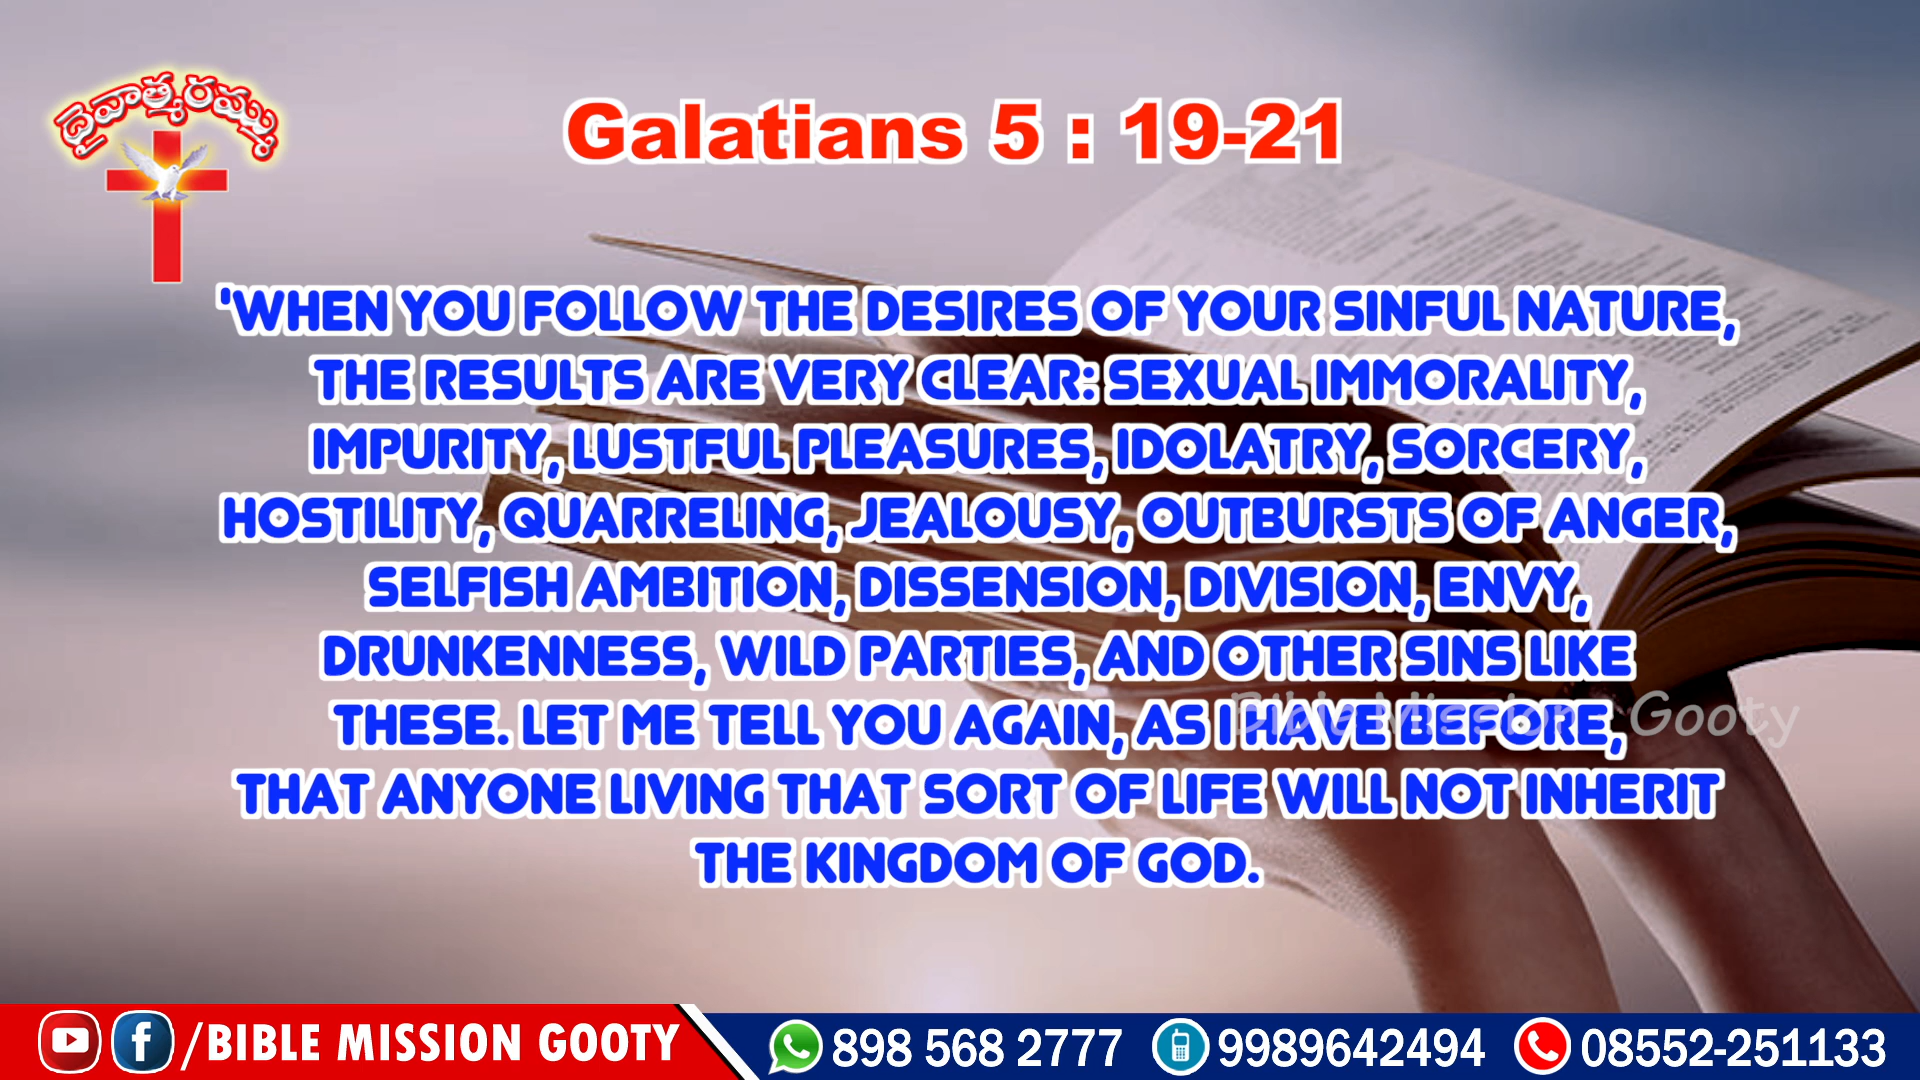 దైవాత్మరమ్ము
Galatians 5 : 19-21
'WHEN YOU FOLLOW THE DESIRES OF YOUR SINFUL NATURE,
THE RESULTS ARE VERY CLEAR: SEXUAL IMMORALITY,
IMPURITY, LUSTFUL PLEASURES, IDOLATRY, SORCERY,
HOSTILITY, QUARRELING, JEALOUSY, OUTBURSTS OF ANGER,
SELFISH AMBITION, DISSENSION, DIVISION, ENVY,
DRUNKENNESS, WILD PARTIES, AND OTHER SINS LIKE
THESE. LET ME TELL YOU AGAIN, AS I HAVE BEFORE,
Bible Mission Gooty
THAT ANYONE LIVING THAT SORT OF LIFE WILL NOT INHERIT
THE KINGDOM OF GOD.
/BIBLE MISSION GOOTY 898 568 2777 9989642494 08552-251133